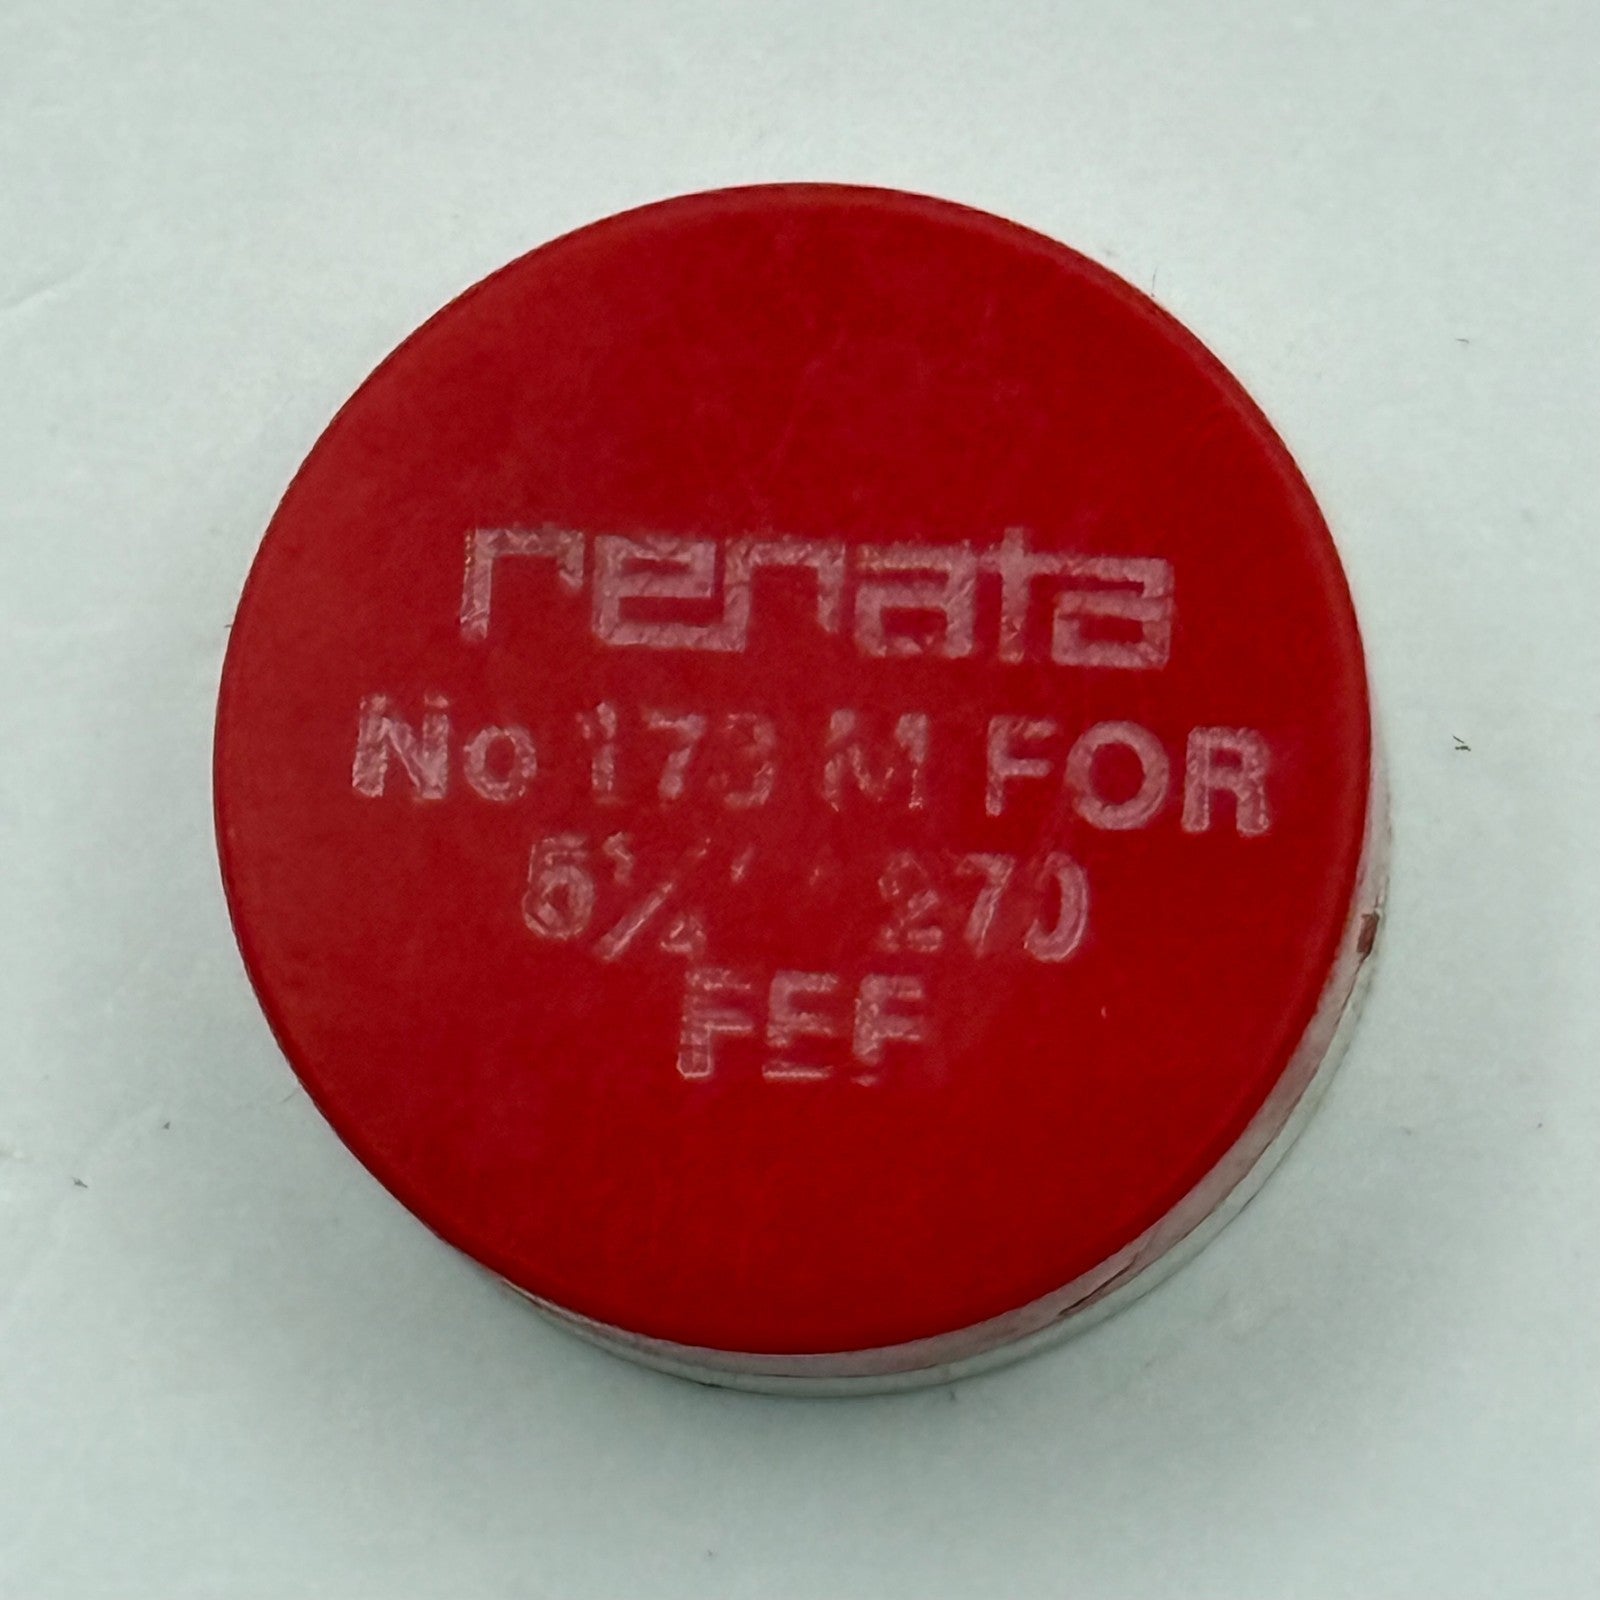 renata
No 173 M FOR
5¼''' 270
FEF